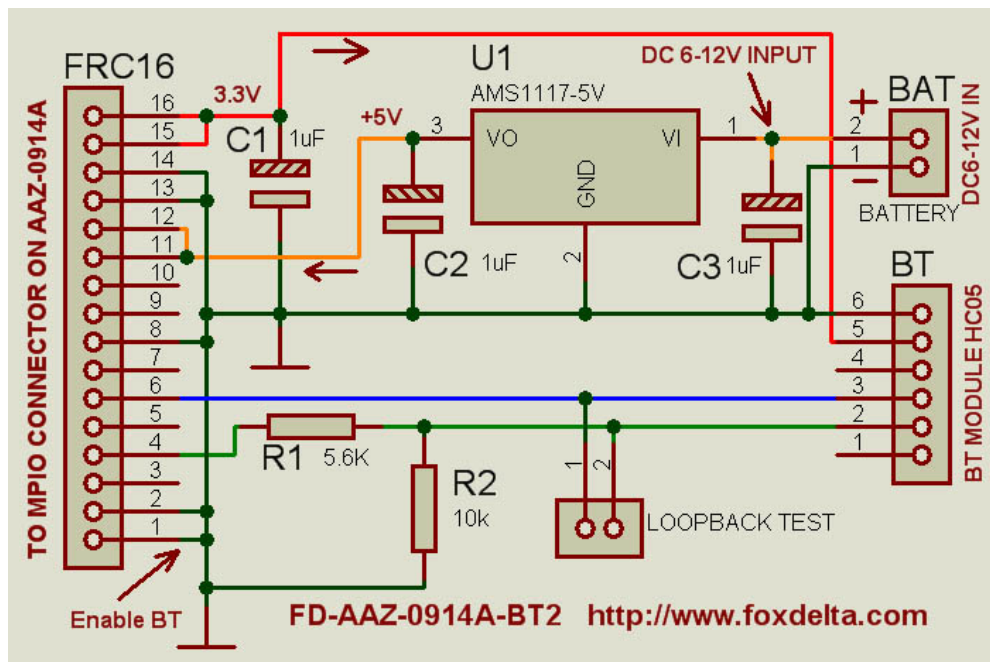 FRC16
TO MPIO CONNECTOR ON AAZ-0914A
16
15
14
13
12
11
10
9
8
7
6
5
4
3
2
1
3.3V
C1
1uF
+5V
C2
1uF
U1
AMS1117-5V
3
VO
VI
1
GND
2
DC 6-12V INPUT
C3
1uF
+
BAT
2
1
−
BATTERY
DC6-12V IN
BT
6
5
4
3
2
1
BT MODULE HC05
R1
5.6K
R2
10k
1
2
LOOPBACK TEST
Enable BT
FD-AAZ-0914A-BT2 http://www.foxdelta.com